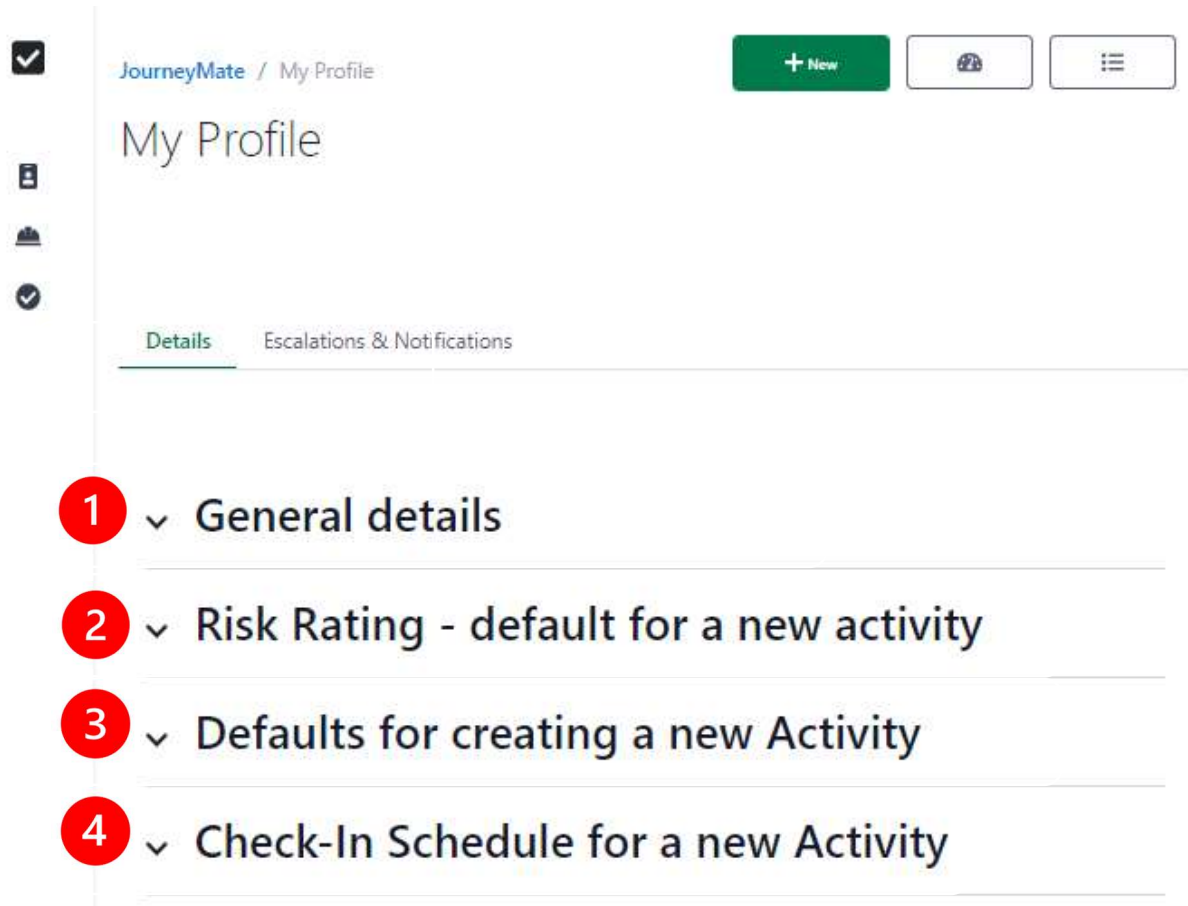 JourneyMate / My Profile
New
My Profile
Details Escalations & Notifications
1 General details
2 Risk Rating - default for a new activity
3 Defaults for creating a new Activity
4 Check-In Schedule for a new Activity